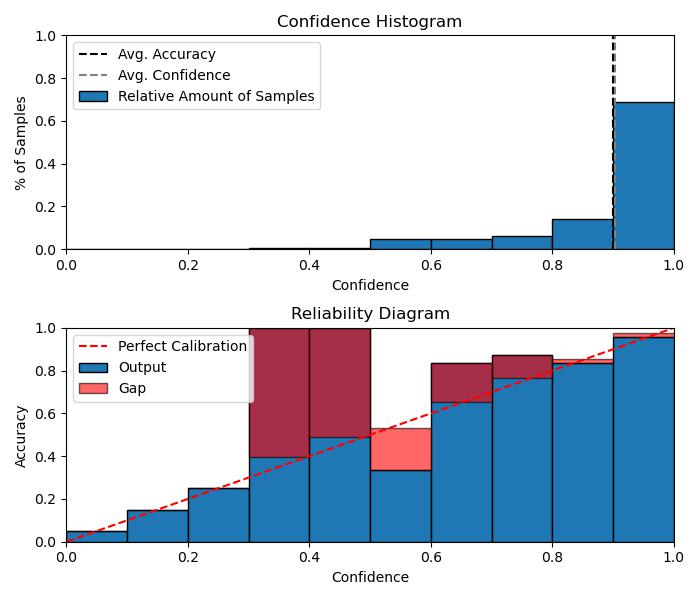 Confidence Histogram
1.0
0.8
0.6
0.4
0.2
0.0
% of Samples
Avg. Accuracy
Avg. Confidence
Relative Amount of Samples
0.0 0.2 0.4 0.6 0.8 1.0
Confidence
Reliability Diagram
1.0
0.8
0.6
0.4
0.2
0.0
Accuracy
Perfect Calibration
Output
Gap
0.0 0.2 0.4 0.6 0.8 1.0
Confidence